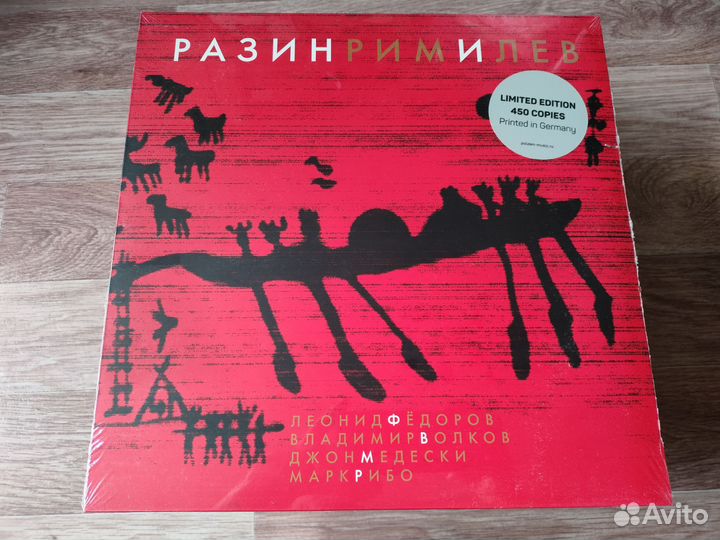 РАЗИНРИМИЛЕВ
LIMITED EDITION
450 COPIES
Printed in Germany
ЛЕОНИДФЁДОРОВ
ВЛАДИМИРВОЛКОВ
ДЖОНМЕДЕСКИ
МАРКРИБО
Avito